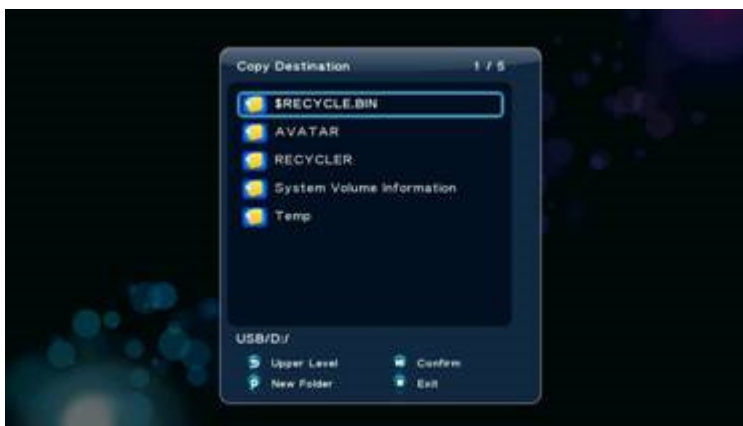 Copy Destination 1 / 5
$RECYCLE.BIN
AVATAR
RECYCLER
System Volume Information
Temp
USB/D:/
Upper Level Confirm
New Folder Exit